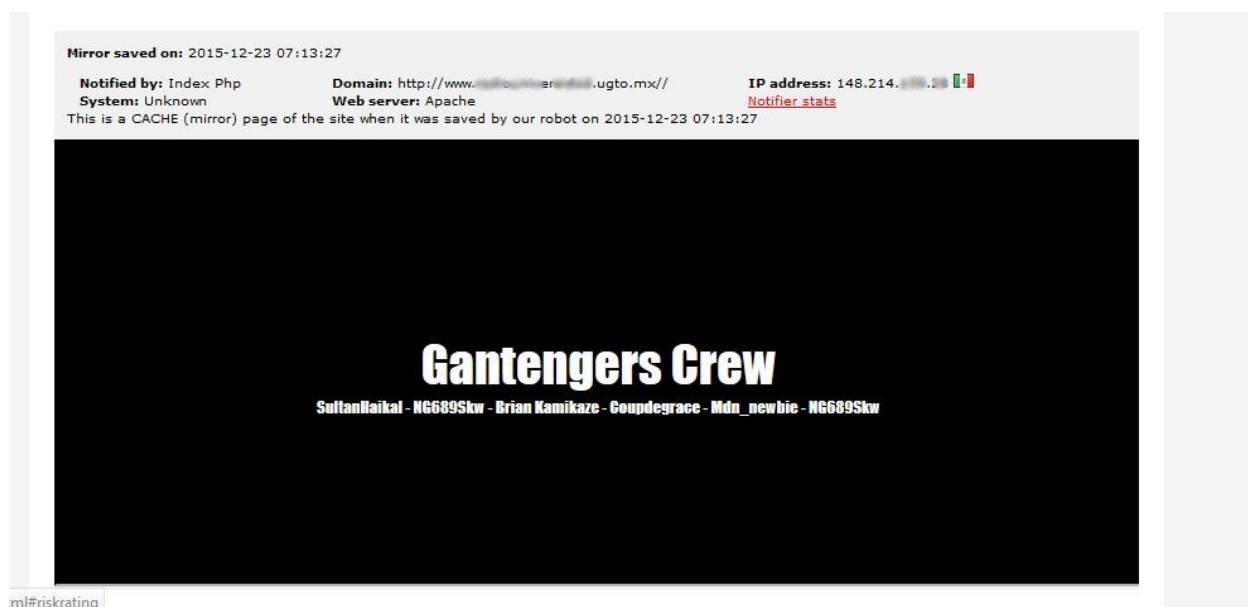 Mirror saved on: 2015-12-23 07:13:27
Notified by: Index Php Domain: http://www. .ugto.mx// IP address: 148.214.
System: Unknown Web server: Apache Notifier stats
This is a CACHE (mirror) page of the site when it was saved by our robot on 2015-12-23 07:13:27
Gantengers Crew
SultanHaikal - NG689Skw - Brian Kamikaze - Coupdegrace - Mdn_newbie - NG689Skw
ml#riskrating